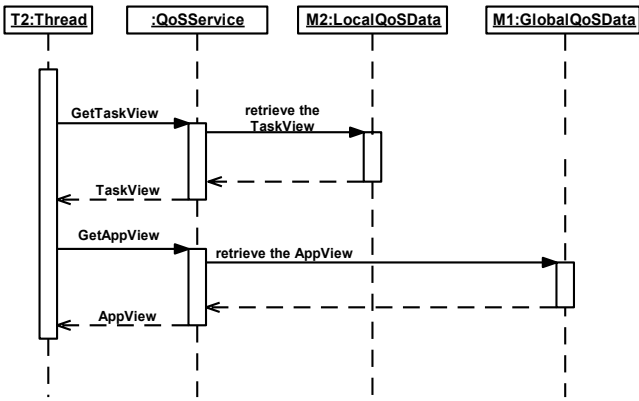 T2:Thread
:QoSService
M2:LocalQoSData
M1:GlobalQoSData
GetTaskView
retrieve the
TaskView
TaskView
GetAppView
retrieve the AppView
AppView